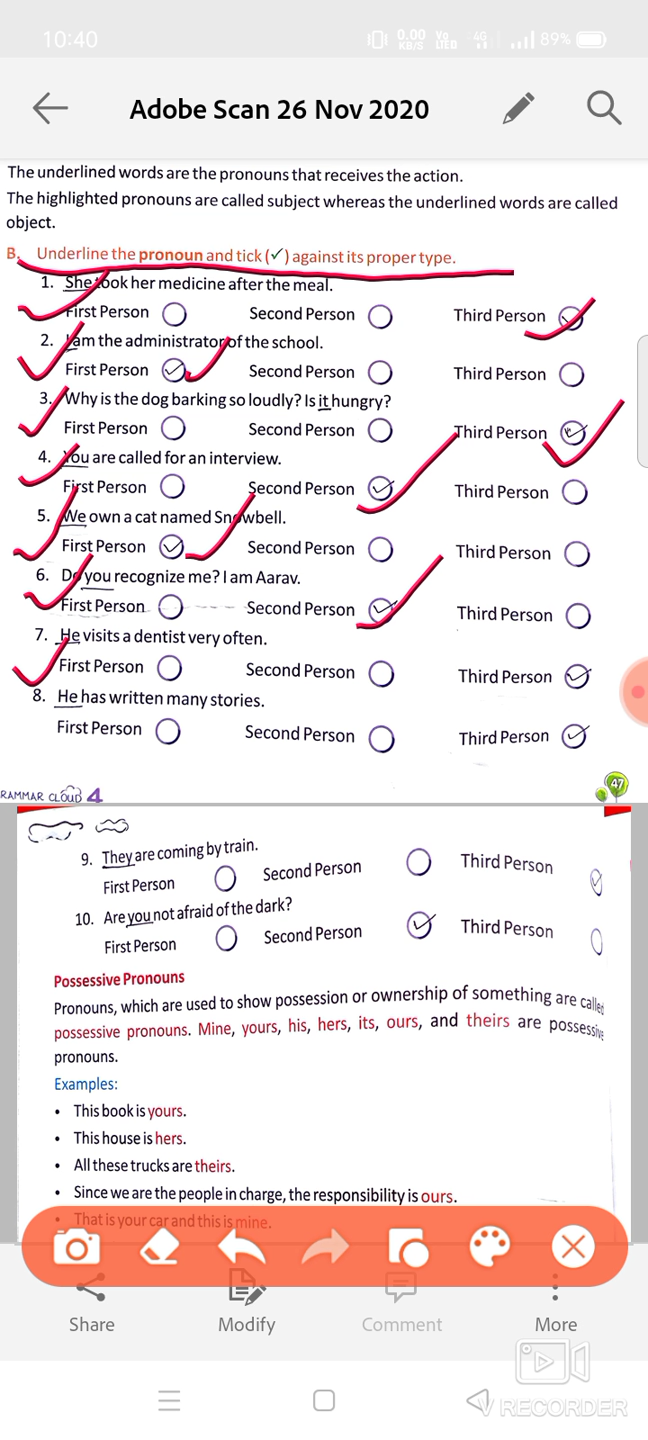 10:40
0.00 KB/S
Vo LTED
4G
89%
Adobe Scan 26 Nov 2020
The underlined words are the pronouns that receives the action.
The highlighted pronouns are called subject whereas the underlined words are called
object.
B. Underline the pronoun and tick (✓) against its proper type.
1. She took her medicine after the meal.
First Person Second Person Third Person
2. I am the administrator of the school.
First Person Second Person Third Person
3. Why is the dog barking so loudly? Is it hungry?
First Person Second Person Third Person
4. You are called for an interview.
First Person Second Person Third Person
5. We own a cat named Snowbell.
First Person Second Person Third Person
6. Do you recognize me? I am Aarav.
First Person Second Person Third Person
7. He visits a dentist very often.
First Person Second Person Third Person
8. He has written many stories.
First Person Second Person Third Person
RAMMAR CLOUD 4
47
9. They are coming by train.
First Person Second Person Third Person
10. Are you not afraid of the dark?
First Person Second Person Third Person
Possessive Pronouns
Pronouns, which are used to show possession or ownership of something are called
possessive pronouns. Mine, yours, his, hers, its, ours, and theirs are possessive
pronouns.
Examples:
• This book is yours.
• This house is hers.
• All these trucks are theirs.
• Since we are the people in charge, the responsibility is ours.
• That is your car and this is mine.
Share
Modify
Comment
More
V RECORDER